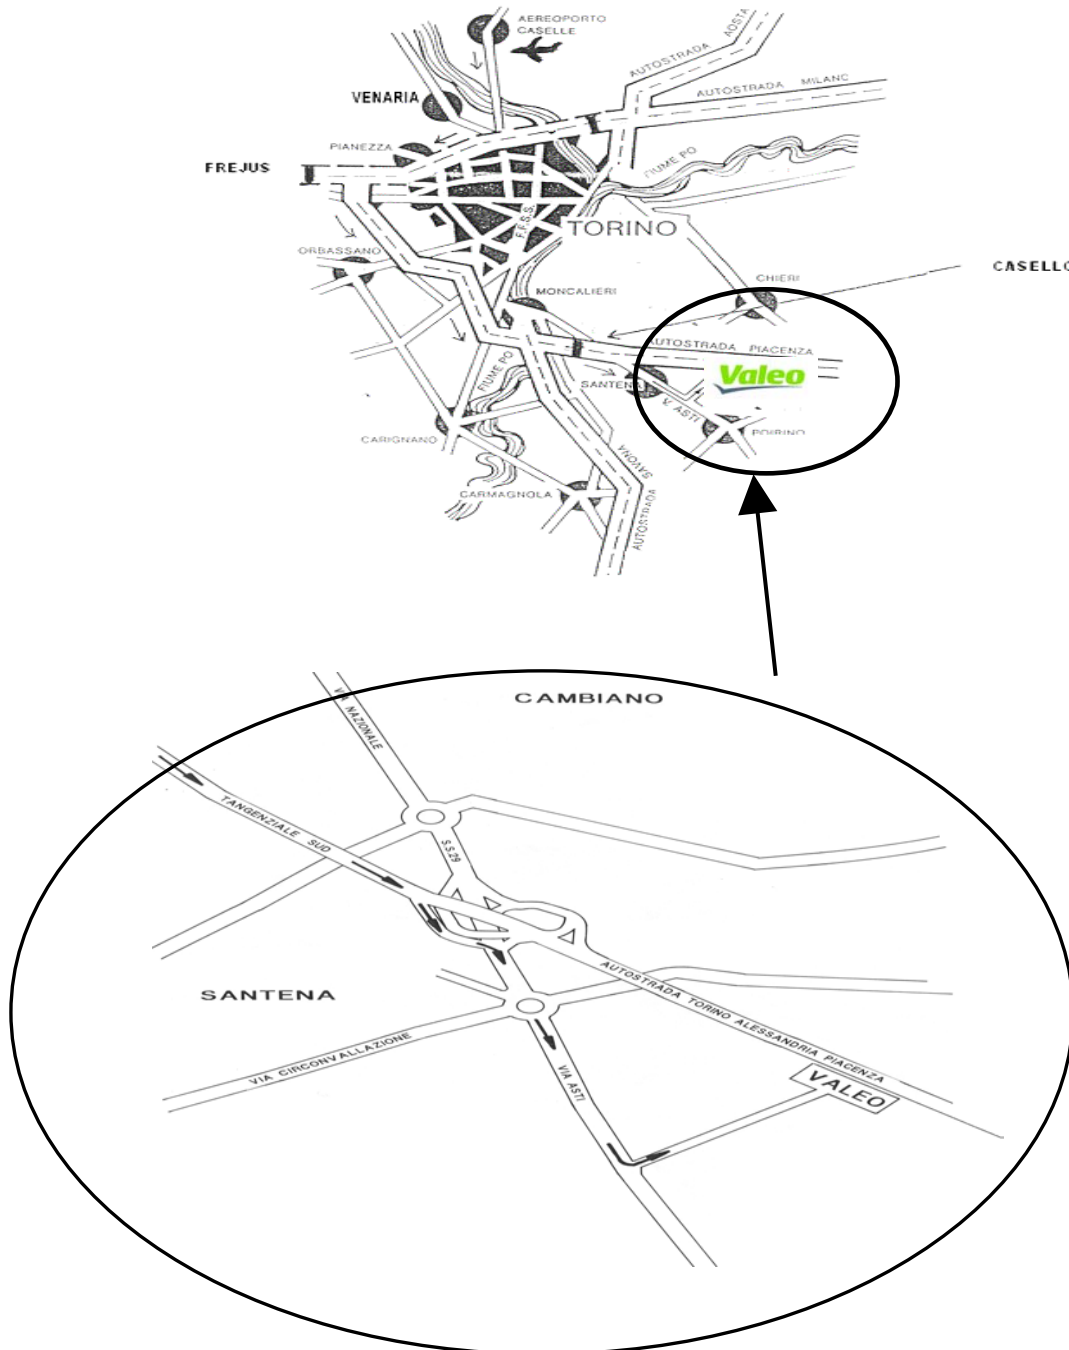 AEREOPORTO
CASELLE
AUTOSTRADA AOSTA
AUTOSTRADA MILANC
VENARIA
PIANEZZA
FREJUS
FIUME PO
F.F.S.S.
TORINO
ORBASSANO
CASELLO
CHIERI
MONCALIERI
AUTOSTRADA PIACENZA
Valeo
FIUME PO
SANTENA
V. ASTI
POIRINO
CARIGNANO
SAVONA
CARMAGNOLA
AUTOSTRADA
CAMBIANO
VIA NAZIONALE
TANGENZIALE SUD
S.S.29
SANTENA
AUTOSTRADA TORINO ALESSANDRIA PIACENZA
VIA CIRCONVALLAZIONE
VIA ASTI
VALEO